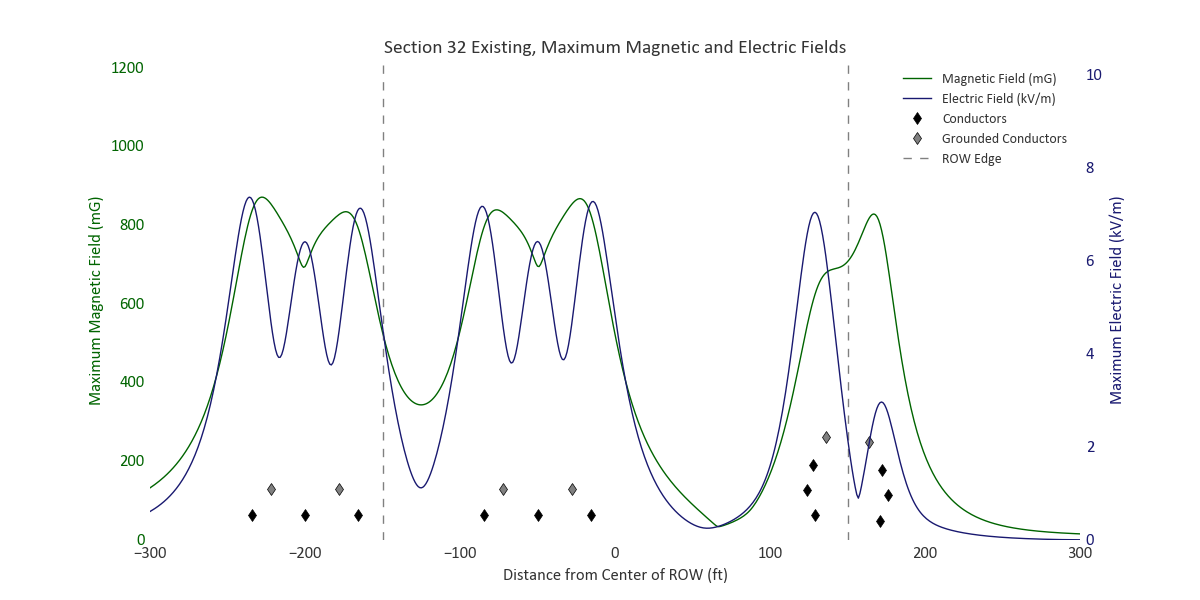 Section 32 Existing, Maximum Magnetic and Electric Fields
Magnetic Field (mG)
Electric Field (kV/m)
Conductors
Grounded Conductors
ROW Edge
Maximum Magnetic Field (mG)
1200
1000
800
600
400
200
0
Maximum Electric Field (kV/m)
10
8
6
4
2
0
−300
−200
−100
0
100
200
300
Distance from Center of ROW (ft)